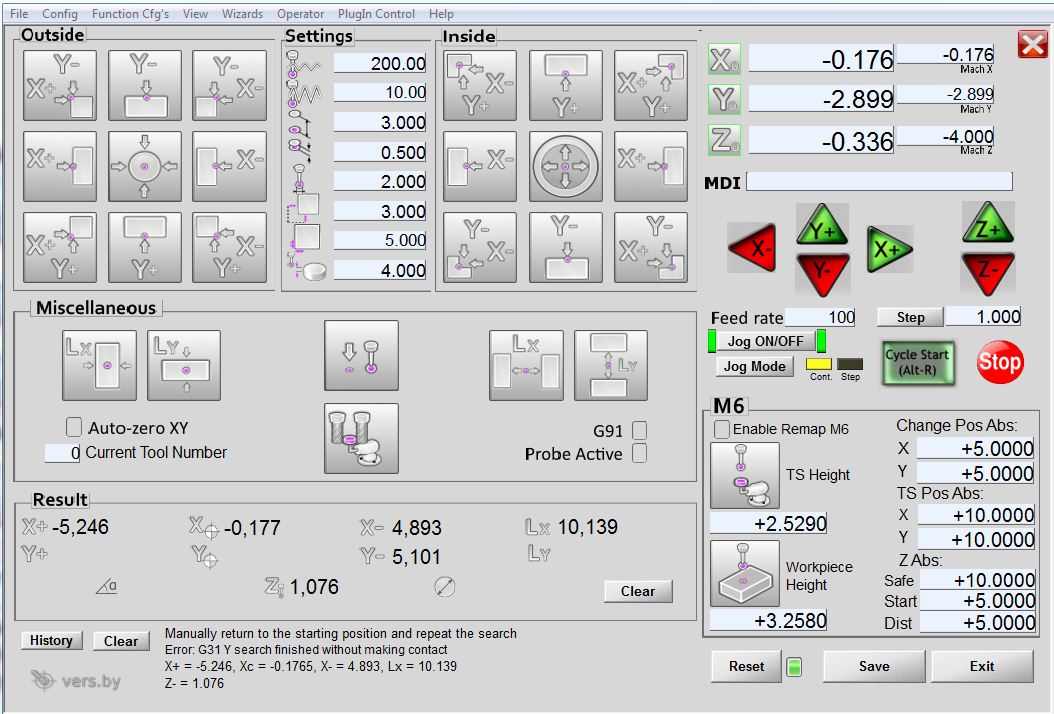 File Config Function Cfg's View Wizards Operator PlugIn Control Help
Outside
Y-
X+
Y-
Y-
X-
X+
X-
X+
Y+
Y+
X-
Y+
Settings
200.00
10.00
3.000
0.500
2.000
3.000
5.000
4.000
Inside
X-
Y+
Y+
X+
Y+
X-
X+
Y-
X-
Y-
Y-
X+
X0 -0.176 -0.176
Mach X
Y0 -2.899 -2.899
Mach Y
Z0 -0.336 -4.000
Mach Z
MDI
X- Y+ Y- X+ Z+ Z-
Feed rate 100 Step 1.000
Jog ON/OFF
Jog Mode Cont. Step
Cycle Start
(Alt-R)
Stop
Miscellaneous
Lx LY Lx LY
Auto-zero XY
0 Current Tool Number
G91
Probe Active
M6
Enable Remap M6
TS Height
+2.5290
Workpiece
Height
+3.2580
Change Pos Abs:
X +5.0000
Y +5.0000
TS Pos Abs:
X +10.0000
Y +10.0000
Z Abs:
Safe +10.0000
Start +5.0000
Dist +5.0000
Result
X+ -5,246 X -0,177 X- 4,893 Lx 10,139
Y+ Y Y- 5,101 LY
a Z 1,076 Clear
History Clear
Manually return to the starting position and repeat the search
Error: G31 Y search finished without making contact
X+ = -5.246, Xc = -0.1765, X- = 4.893, Lx = 10.139
Z- = 1.076
vers.by
Reset Save Exit